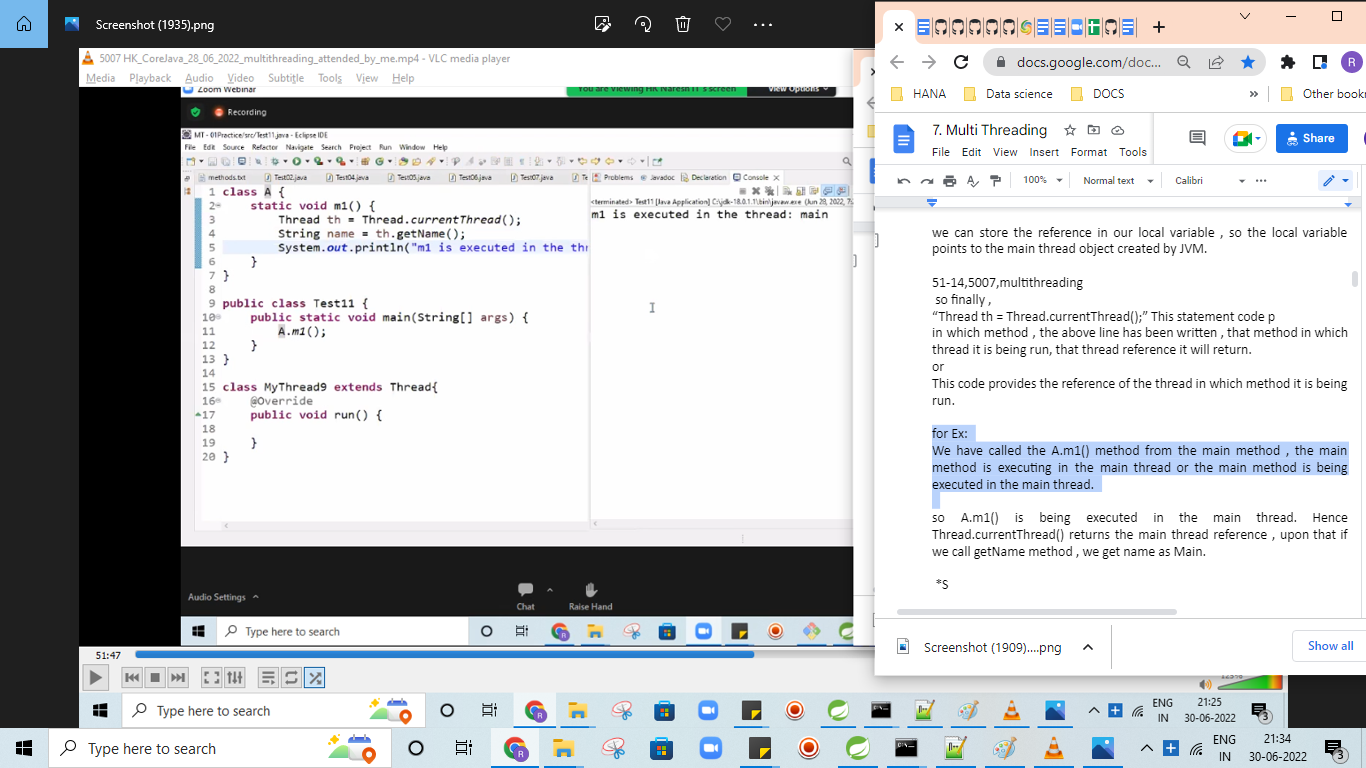 Screenshot (1935).png
5007 HK_CoreJava_28_06_2022_multithreading_attended_by_me.mp4 - VLC media player
Media Playback Audio Video Subtitle Tools View Help
Zoom Webinar
You are viewing HK Naresh IT's screen
View Options
Recording
MT - 01Practice/src/Test11.java - Eclipse IDE
File Edit Source Refactor Navigate Search Project Run Window Help
methods.txt Test02.java Test04.java Test05.java Test06.java Test07.java Te
1 class A {
2 static void m1() {
3 Thread th = Thread.currentThread();
4 String name = th.getName();
5 System.out.println("m1 is executed in the thr
6 }
7 }
8
9 public class Test11 {
10 public static void main(String[] args) {
11 A.m1();
12 }
13 }
14
15 class MyThread9 extends Thread{
16 @Override
17 public void run() {
18
19 }
20 }
Problems Javadoc Declaration Console
<terminated> Test11 [Java Application] C:\jdk-18.0.1.1\bin\javaw.exe (Jun 28, 2022, 7:
m1 is executed in the thread: main
Audio Settings
Chat
Raise Hand
Type here to search
51:47
125%
Type here to search
ENG
IN
21:25
30-06-2022
3
Type here to search
ENG
IN
21:34
30-06-2022
3
docs.google.com/doc...
R
HANA Data science DOCS » Other book
7. Multi Threading
File Edit View Insert Format Tools
Share
100% Normal text Calibri
we can store the reference in our local variable , so the local variable
points to the main thread object created by JVM.
51-14,5007,multithreading
so finally ,
“Thread th = Thread.currentThread();” This statement code p
in which method , the above line has been written , that method in which
thread it is being run, that thread reference it will return.
or
This code provides the reference of the thread in which method it is being
run.
for Ex:
We have called the A.m1() method from the main method , the main
method is executing in the main thread or the main method is being
executed in the main thread.
so A.m1() is being executed in the main thread. Hence
Thread.currentThread() returns the main thread reference , upon that if
we call getName method , we get name as Main.
*S
Screenshot (1909)....png
Show all